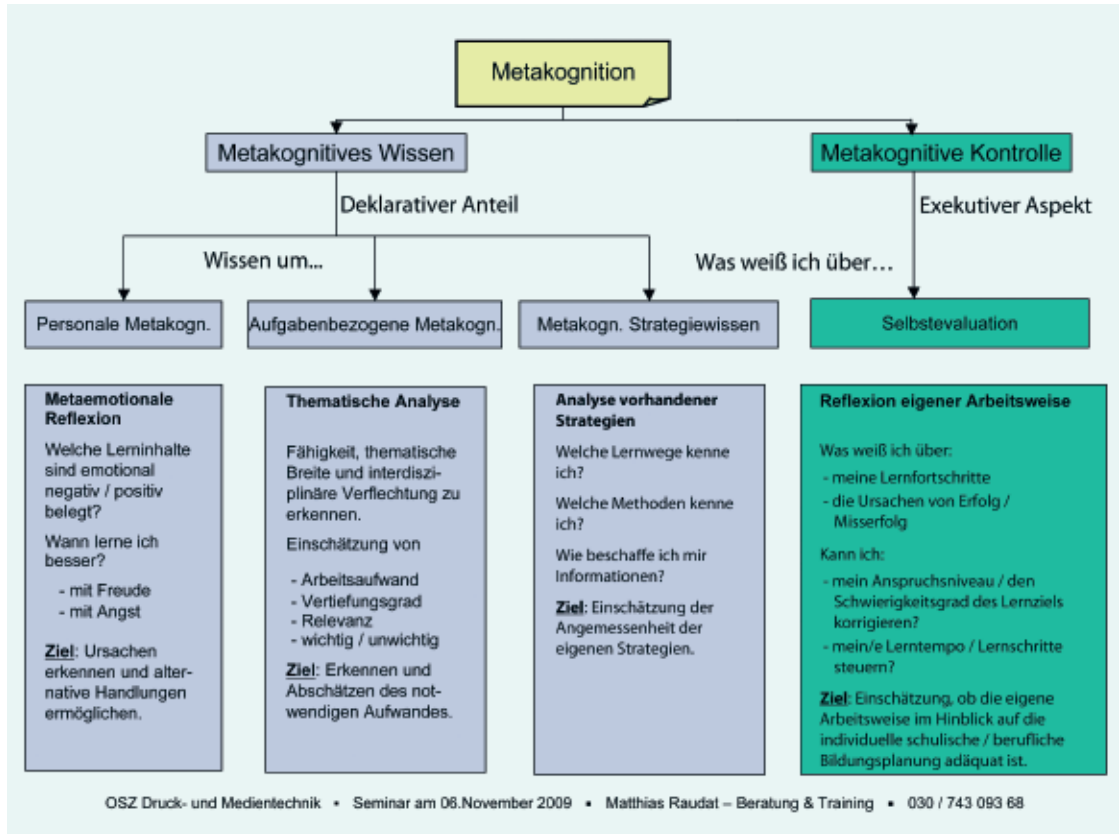 Metakognition
Metakognitives Wissen
Metakognitive Kontrolle
Deklarativer Anteil
Exekutiver Aspekt
Wissen um...
Was weiß ich über…
Personale Metakogn.
Aufgabenbezogene Metakogn.
Metakogn. Strategiewissen
Selbstevaluation
Metaemotionale
Reflexion
Welche Lerninhalte
sind emotional
negativ / positiv
belegt?
Wann lerne ich
besser?
- mit Freude
- mit Angst
Ziel: Ursachen
erkennen und alter-
native Handlungen
ermöglichen.
Thematische Analyse
Fähigkeit, thematische
Breite und interdiszi-
plinäre Verflechtung zu
erkennen.
Einschätzung von
- Arbeitsaufwand
- Vertiefungsgrad
- Relevanz
- wichtig / unwichtig
Ziel: Erkennen und
Abschätzen des not-
wendigen Aufwandes.
Analyse vorhandener
Strategien
Welche Lernwege kenne
ich?
Welche Methoden kenne
ich?
Wie beschaffe ich mir
Informationen?
Ziel: Einschätzung der
Angemessenheit der
eigenen Strategien.
Reflexion eigener Arbeitsweise
Was weiß ich über:
- meine Lernfortschritte
- die Ursachen von Erfolg /
Misserfolg
Kann ich:
- mein Anspruchsniveau / den
Schwierigkeitsgrad des Lernziels
korrigieren?
- mein/e Lerntempo / Lernschritte
steuern?
Ziel: Einschätzung, ob die eigene
Arbeitsweise im Hinblick auf die
individuelle schulische / berufliche
Bildungsplanung adäquat ist.
OSZ Druck- und Medientechnik • Seminar am 06.November 2009 • Matthias Raudat – Beratung & Training • 030 / 743 093 68